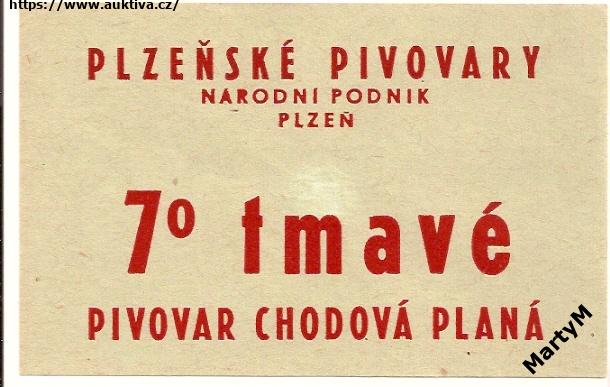 https://www.auktiva.cz/
PLZEŇSKÉ PIVOVARY
NARODNÍ PODNIK
PLZEŇ
7° tmavé
PIVOVAR CHODOVÁ PLANÁ
MartyM